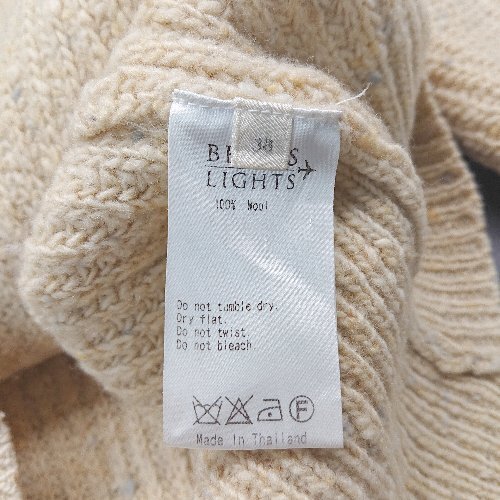 38
LIGHTS
100% Wool
Do not tumble dry.
Dry flat.
Do not twist.
Do not bleach.
F
Made in Thailand